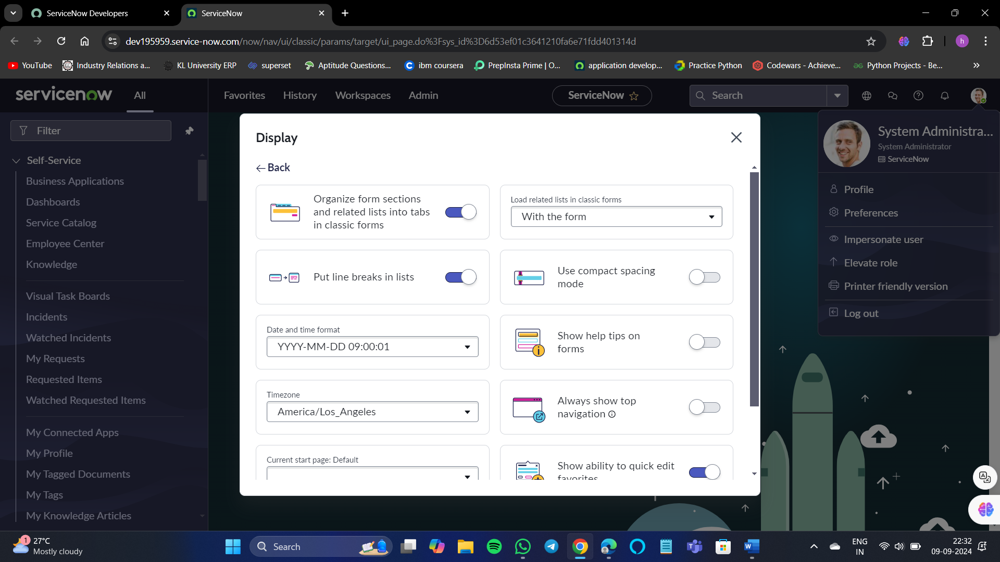 ServiceNow Developers
ServiceNow
dev195959.service-now.com/now/nav/ui/classic/params/target/ui_page.do%3Fsys_id%3D6d53ef01c3641210fa6e71fdd401314d
h
YouTube
Industry Relations a...
KL University ERP
superset
Aptitude Questions...
ibm coursera
PrepInsta Prime | O...
application develop...
Practice Python
Codewars - Achieve...
Python Projects - Be...
servicenow
All
Favorites
History
Workspaces
Admin
ServiceNow
Search
Filter
Self-Service
Business Applications
Dashboards
Service Catalog
Employee Center
Knowledge
Visual Task Boards
Incidents
Watched Incidents
My Requests
Requested Items
Watched Requested Items
My Connected Apps
My Profile
My Tagged Documents
My Tags
My Knowledge Articles
Display
Back
Organize form sections
and related lists into tabs
in classic forms
Load related lists in classic forms
With the form
Put line breaks in lists
Use compact spacing
mode
Date and time format
YYYY-MM-DD 09:00:01
Show help tips on
forms
Timezone
America/Los_Angeles
Always show top
navigation
Current start page: Default
Show ability to quick edit
favorites
System Administra...
System Administrator
ServiceNow
Profile
Preferences
Impersonate user
Elevate role
Printer friendly version
Log out
1
27°C
Mostly cloudy
Search
ENG
IN
22:32
09-09-2024